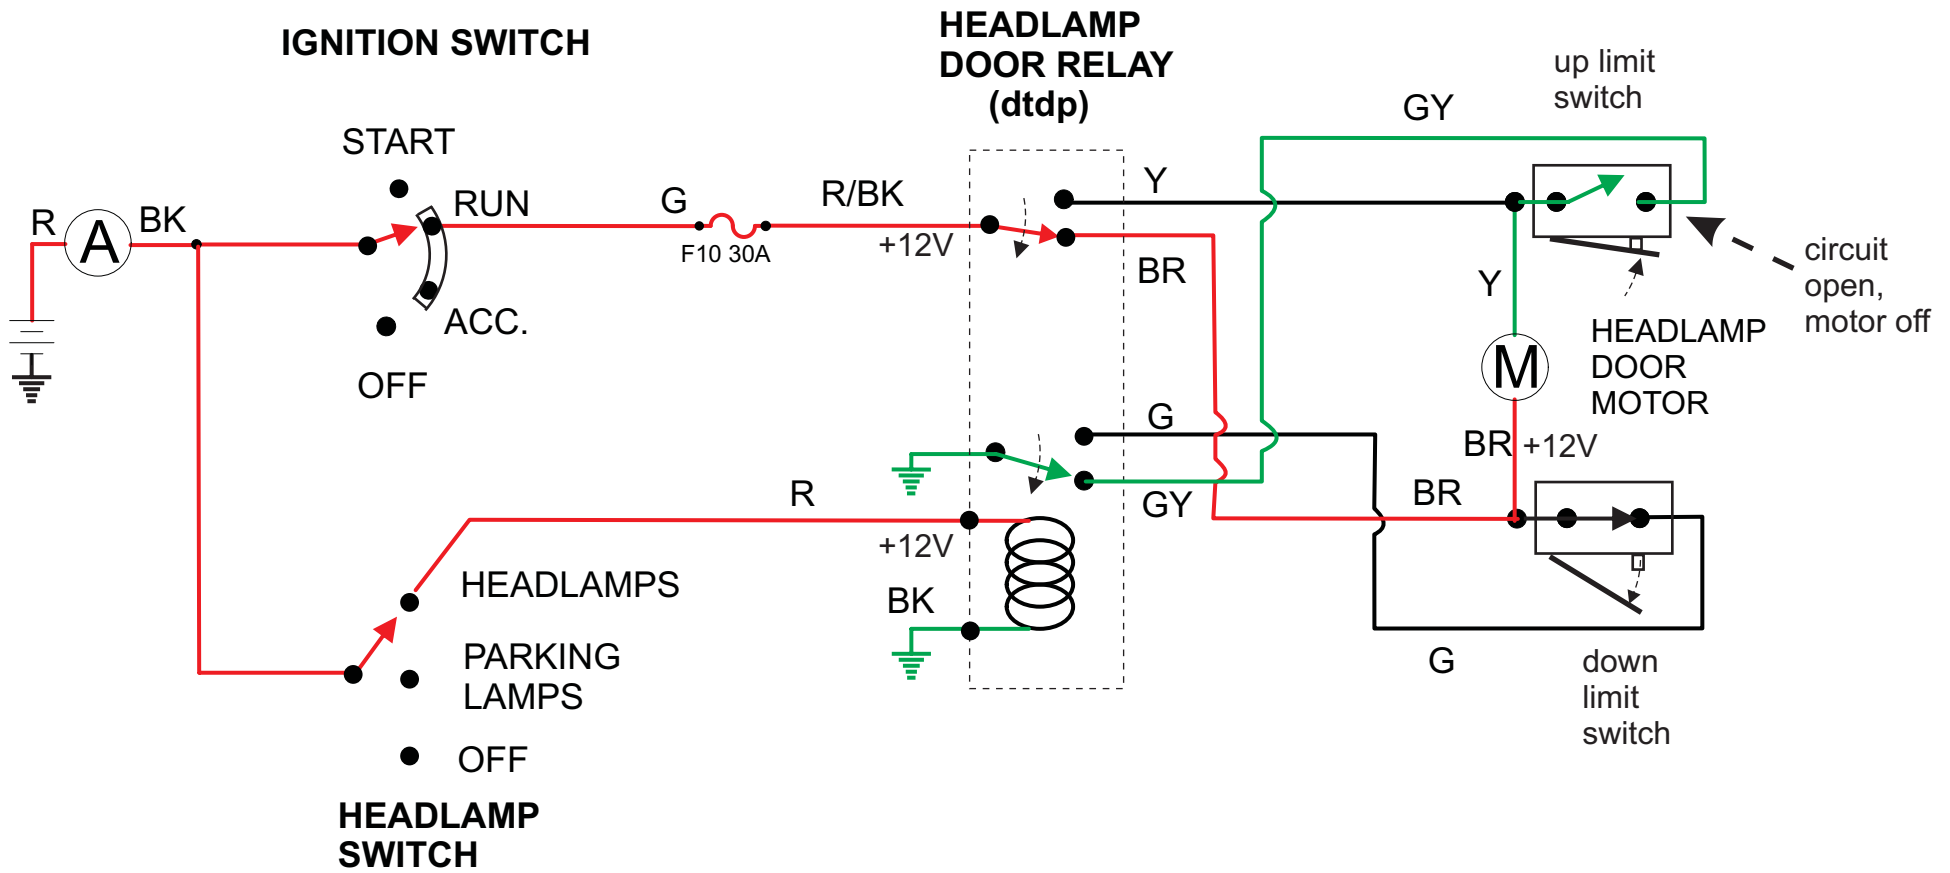 IGNITION SWITCH
HEADLAMP
DOOR RELAY
(dtdp)
up limit
switch
GY
START
R
A
BK
RUN
G
F10 30A
R/BK
+12V
Y
BR
circuit
open,
motor off
ACC.
OFF
Y
M
HEADLAMP
DOOR
MOTOR
G
BR
+12V
GY
BR
R
+12V
BK
HEADLAMPS
PARKING
LAMPS
OFF
G
down
limit
switch
HEADLAMP
SWITCH